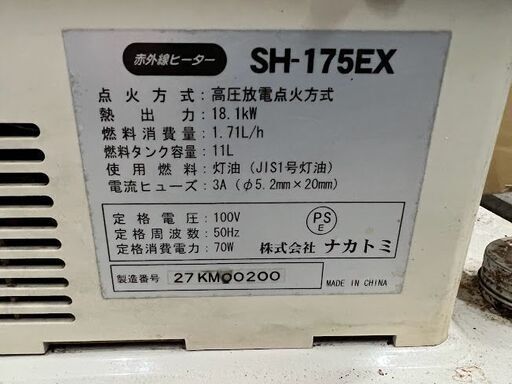 赤外線ヒーター SH-175EX
点火方式：高圧放電点火方式
熱出力：18.1kW
燃料消費量：1.71L/h
燃料タンク容量：11L
使用燃料：灯油（JIS1号灯油）
電流ヒューズ：3A（φ5.2mm×20mm）
定格電圧：100V
定格周波数：50Hz
定格消費電力：70W
PS
E
株式会社 ナカトミ
製造番号 27KM00200
MADE IN CHINA